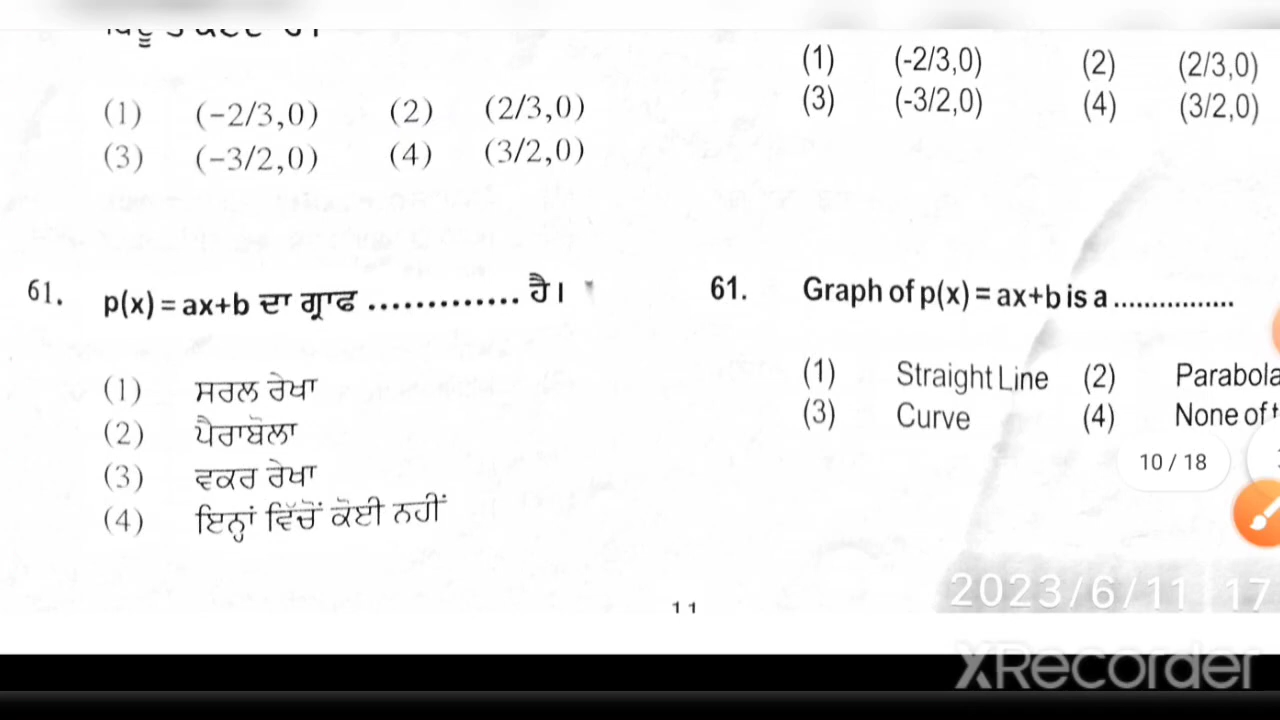 (1) (-2/3,0) (2) (2/3,0)
(3) (-3/2,0) (4) (3/2,0)
61. p(x) = ax+b ਦਾ ਗ੍ਰਾਫ ............. ਹੈ।
(1) ਸਰਲ ਰੇਖਾ
(2) ਪੈਰਾਬੋਲਾ
(3) ਵਕਰ ਰੇਖਾ
(4) ਇਨ੍ਹਾਂ ਵਿੱਚੋਂ ਕੋਈ ਨਹੀਂ
(1) (-2/3,0) (2) (2/3,0)
(3) (-3/2,0) (4) (3/2,0)
61. Graph of p(x) = ax+b is a ................
(1) Straight Line (2) Parabola
(3) Curve (4) None of
10 / 18
11
2023/6/11 17
XRecorder